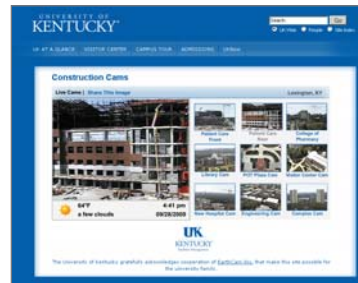 UNIVERSITY OF
KENTUCKY
Search
Go
UK Web People Site Index
UK AT A GLANCE VISITOR CENTER CAMPUS TOUR ADMISSIONS
Construction Cams
Live Cams | Share This Image
Lexington, KY
Patient Care
Front
Patient Care
College of
Pharmacy
Library Cam
POT Plaza Cam
Visitor Center Cam
New Hospital Cam
Engineering Cam
Complex Cam
64°F
4:41 pm
a few clouds
09/28/2009
UK
KENTUCKY
The University of Kentucky gratefully acknowledges cooperation of EarthCam Inc. that make this site possible for
the university family.